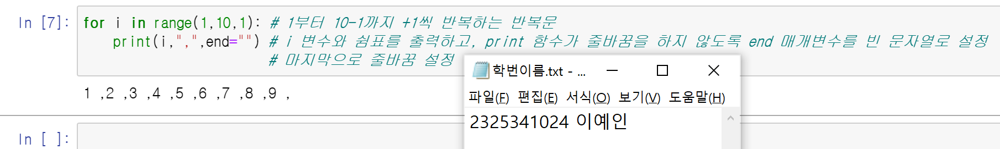 In [7]: for i in range(1,10,1): # 1부터 10-1까지 +1씩 반복하는 반복문
print(i,",",end="") # i 변수와 쉼표를 출력하고, print 함수가 줄바꿈을 하지 않도록 end 매개변수를 빈 문자열로 설정
# 마지막으로 줄바꿈 설정
1 ,2 ,3 ,4 ,5 ,6 ,7 ,8 ,9 ,
In [ ]:
학번이름.txt - ...
파일(F) 편집(E) 서식(O) 보기(V) 도움말(H)
2325341024 이예인